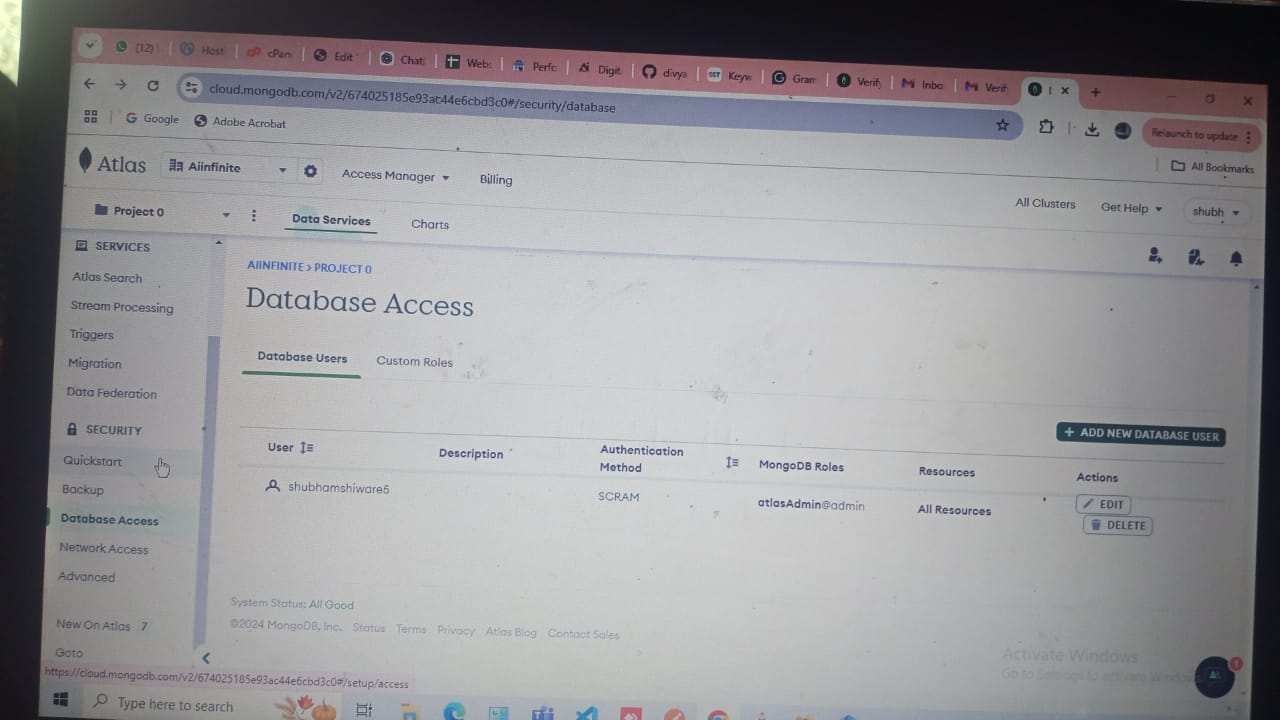 (12)
Host
cPan
Edit
Chat
Web
Perfo
Digit
divya
Keyw
Gram
Verify
Inbo
Verif
cloud.mongodb.com/v2/674025185e93ac44e6cbd3c0#/security/database
Relaunch to update
Google
Adobe Acrobat
All Bookmarks
Atlas
Aiinfinite
Access Manager
Billing
All Clusters
Get Help
shubh
Project 0
Data Services
Charts
SERVICES
Atlas Search
Stream Processing
Triggers
Migration
Data Federation
SECURITY
Quickstart
Backup
Database Access
Network Access
Advanced
New On Atlas 7
Goto
AIINFINITE > PROJECT 0
Database Access
Database Users
Custom Roles
+ ADD NEW DATABASE USER
User
Description
Authentication
Method
MongoDB Roles
Resources
Actions
shubhamshiware5
SCRAM
atlasAdmin@admin
All Resources
EDIT
DELETE
System Status: All Good
©2024 MongoDB, Inc. Status Terms Privacy Atlas Blog Contact Sales
Activate Windows
Go to Settings to activate Windows
1
https://cloud.mongodb.com/v2/674025185e93ac44e6cbd3c0#/setup/access
Type here to search